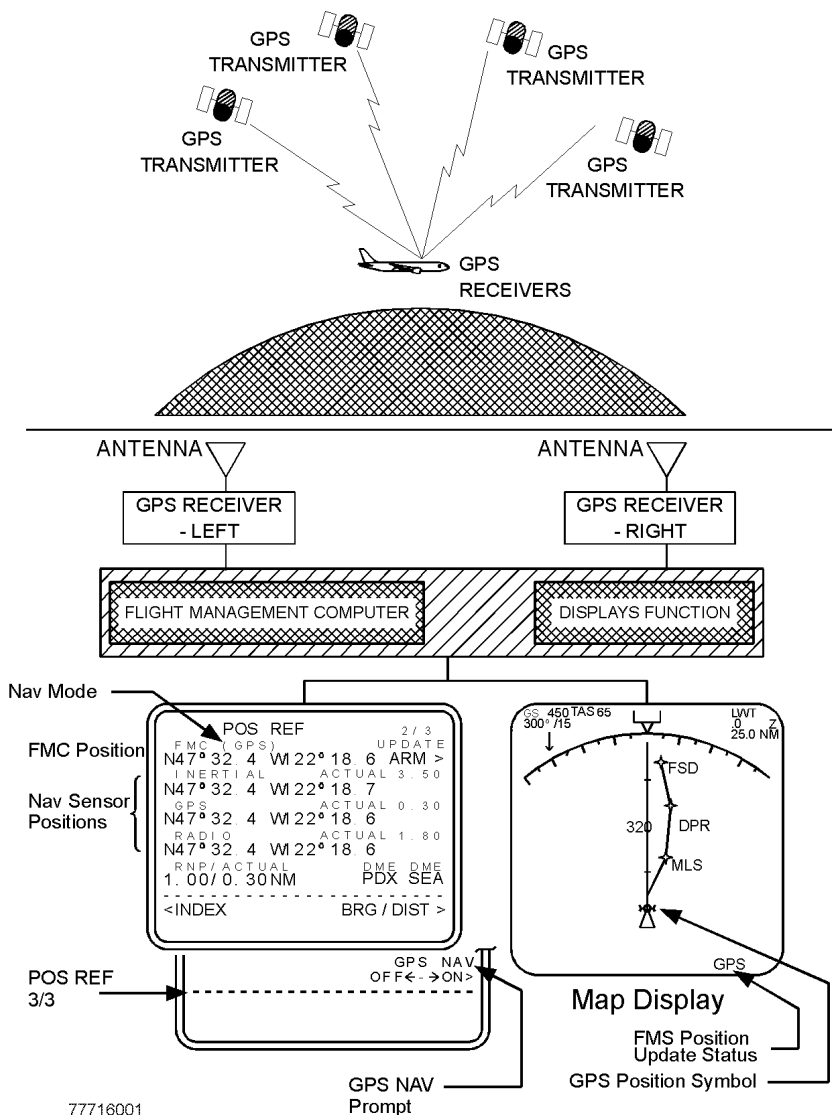 GPS
TRANSMITTER
GPS
TRANSMITTER
GPS
TRANSMITTER
GPS
TRANSMITTER
GPS
RECEIVERS
ANTENNA
ANTENNA
GPS RECEIVER
- LEFT
GPS RECEIVER
- RIGHT
FLIGHT MANAGEMENT COMPUTER
DISPLAYS FUNCTION
Nav Mode
FMC Position
Nav Sensor
Positions
POS REF 2 / 3
FMC (GPS) UPDATE
N47° 32. 4 W122° 18. 6 ARM >
INERTIAL ACTUAL 3.50
N47° 32. 4 W122° 18. 7
GPS ACTUAL 0.30
N47° 32. 4 W122° 18. 6
RADIO ACTUAL 1.80
N47° 32. 4 W122° 18. 6
RNP/ACTUAL DME DME
1. 00/ 0. 30NM PDX SEA
<INDEX BRG / DIST >
GPS NAV
OFF←-→ON>
POS REF
3/3
GPS NAV
Prompt
GS 450 TAS 65
300° /15
LWT
.0 Z
25.0 NM
FSD
320
DPR
MLS
GPS
Map Display
FMS Position
Update Status
GPS Position Symbol
77716001